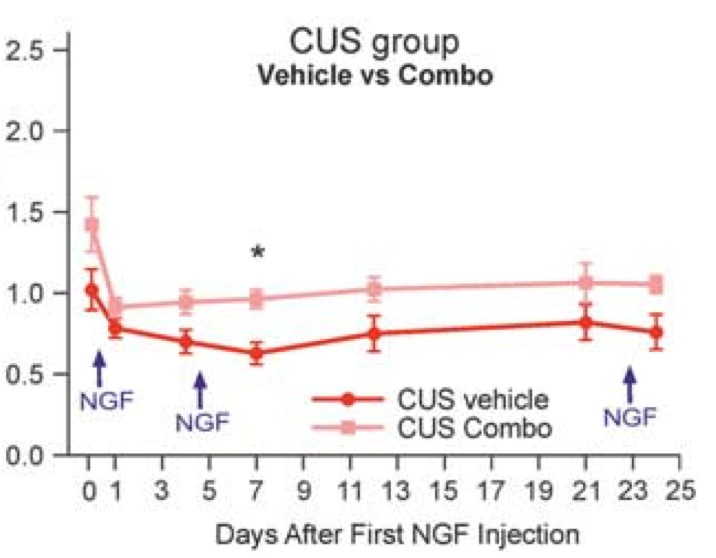 CUS group
Vehicle vs Combo
2.5
2.0
1.5
1.0
0.5
0.0
*
NGF
NGF
NGF
CUS vehicle
CUS Combo
0 1 3 5 7 9 11 13 15 17 19 21 23 25
Days After First NGF Injection